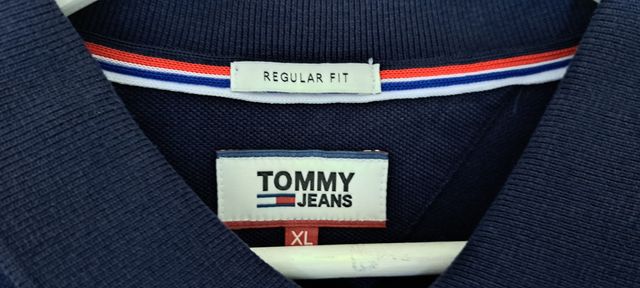 REGULAR FIT
TOMMY
JEANS
XL